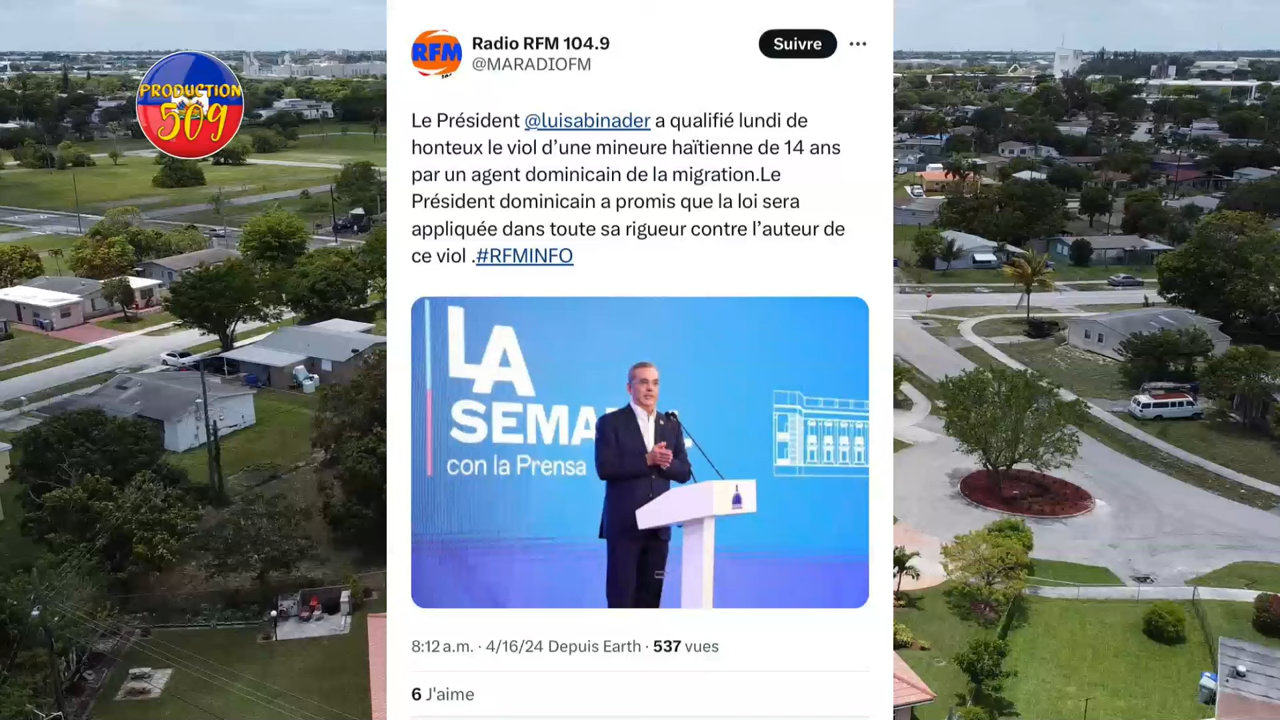 PRODUCTION
509
RFM
Radio RFM 104.9
@MARADIOFM
Suivre
Le Président @luisabinader a qualifié lundi de
honteux le viol d’une mineure haïtienne de 14 ans
par un agent dominicain de la migration.Le
Président dominicain a promis que la loi sera
appliquée dans toute sa rigueur contre l’auteur de
ce viol .#RFMINFO
LA
con la Prensa
8:12 a.m. · 4/16/24 Depuis Earth · 537 vues
6 J'aime